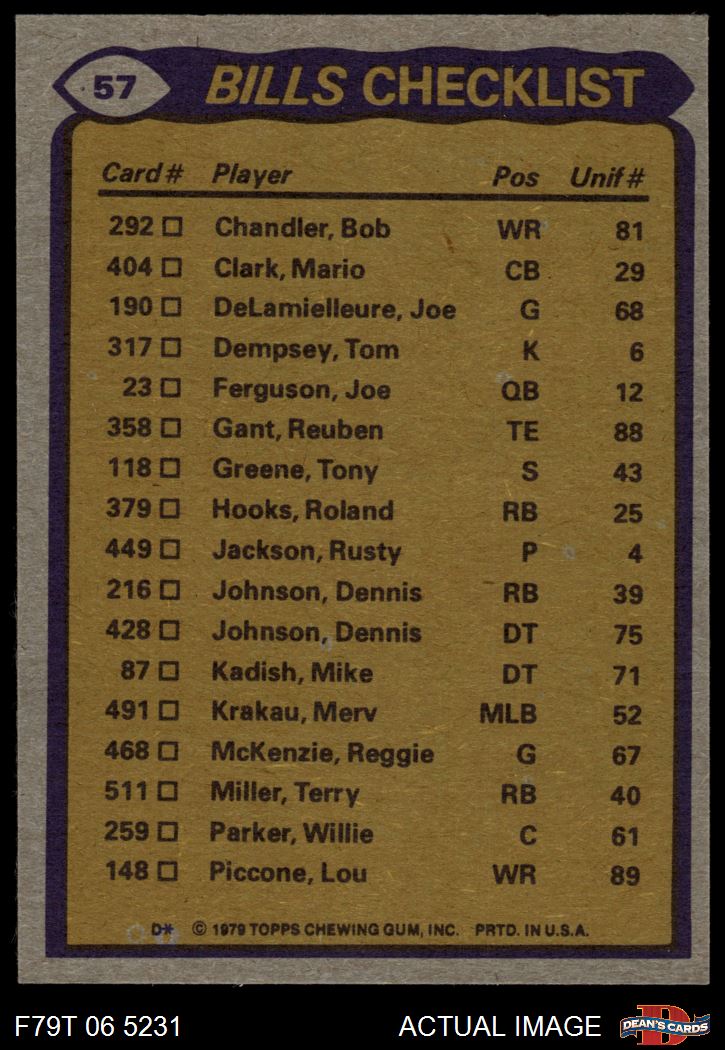 57 BILLS CHECKLIST
Card # Player Pos Unif #
292 Chandler, Bob WR 81
404 Clark, Mario CB 29
190 DeLamielleure, Joe G 68
317 Dempsey, Tom K 6
23 Ferguson, Joe QB 12
358 Gant, Reuben TE 88
118 Greene, Tony S 43
379 Hooks, Roland RB 25
449 Jackson, Rusty P 4
216 Johnson, Dennis RB 39
428 Johnson, Dennis DT 75
87 Kadish, Mike DT 71
491 Krakau, Merv MLB 52
468 McKenzie, Reggie G 67
511 Miller, Terry RB 40
259 Parker, Willie C 61
148 Piccone, Lou WR 89
D* © 1979 TOPPS CHEWING GUM, INC. PRTD. IN U.S.A.
F79T 06 5231 ACTUAL IMAGE D DEAN'S CARDS